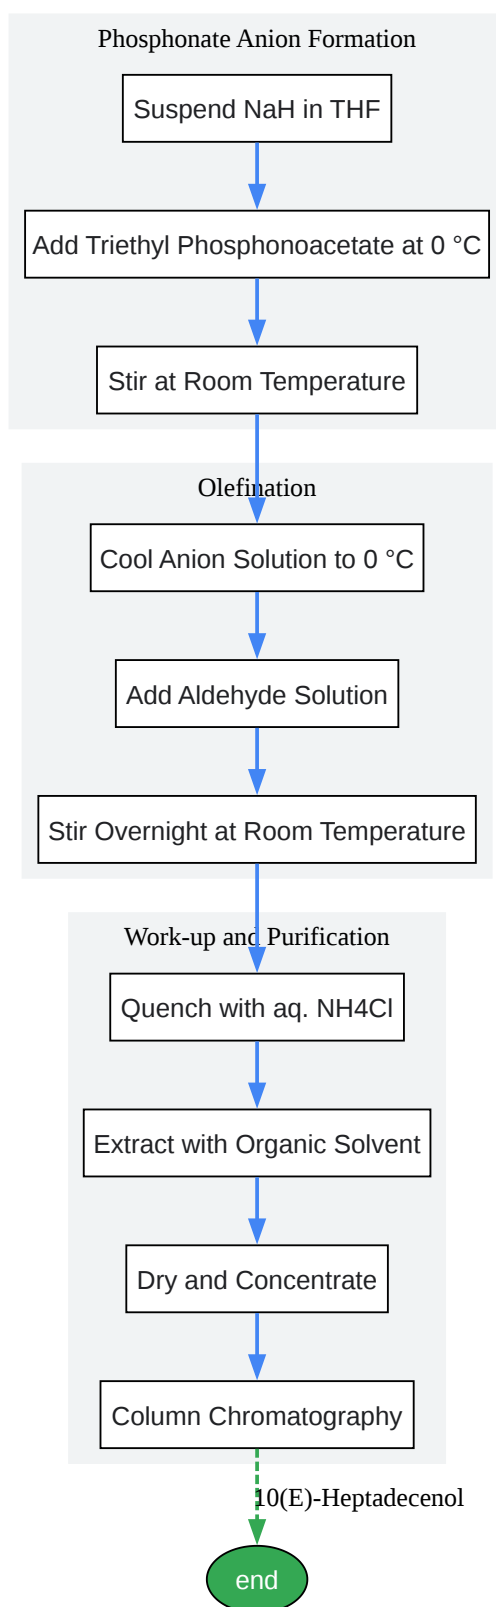 Phosphonate Anion Formation
Suspend NaH in THF
Add Triethyl Phosphonoacetate at 0 °C
Stir at Room Temperature
Olefination
Cool Anion Solution to 0 °C
Add Aldehyde Solution
Stir Overnight at Room Temperature
Work-up and Purification
Quench with aq. NH4Cl
Extract with Organic Solvent
Dry and Concentrate
Column Chromatography
10(E)-Heptadecenol
end